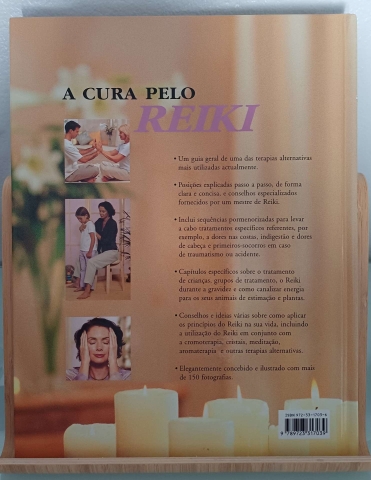 A CURA PELO
REIKI
• Um guia geral de uma das terapias alternativas
mais utilizadas actualmente.
• Posições explicadas passo a passo, de forma
clara e concisa, e conselhos especializados
fornecidos por um mestre de Reiki.
• Inclui sequências pormenorizadas para levar
a cabo tratamentos específicos referentes, por
exemplo, a dores nas costas, indigestão e dores
de cabeça e primeiros-socorros em caso
de traumatismo ou acidente.
• Capítulos específicos sobre o tratamento
de crianças, grupos de tratamento, o Reiki
durante a gravidez e como canalizar energia
para os seus animais de estimação e plantas.
• Conselhos e ideias várias sobre como aplicar
os princípios do Reiki na sua vida, incluindo
a utilização do Reiki em conjunto com
a cromoterapia, cristais, meditação,
aromaterapia e outras terapias alternativas.
• Elegantemente concebido e ilustrado com mais
de 150 fotografias.